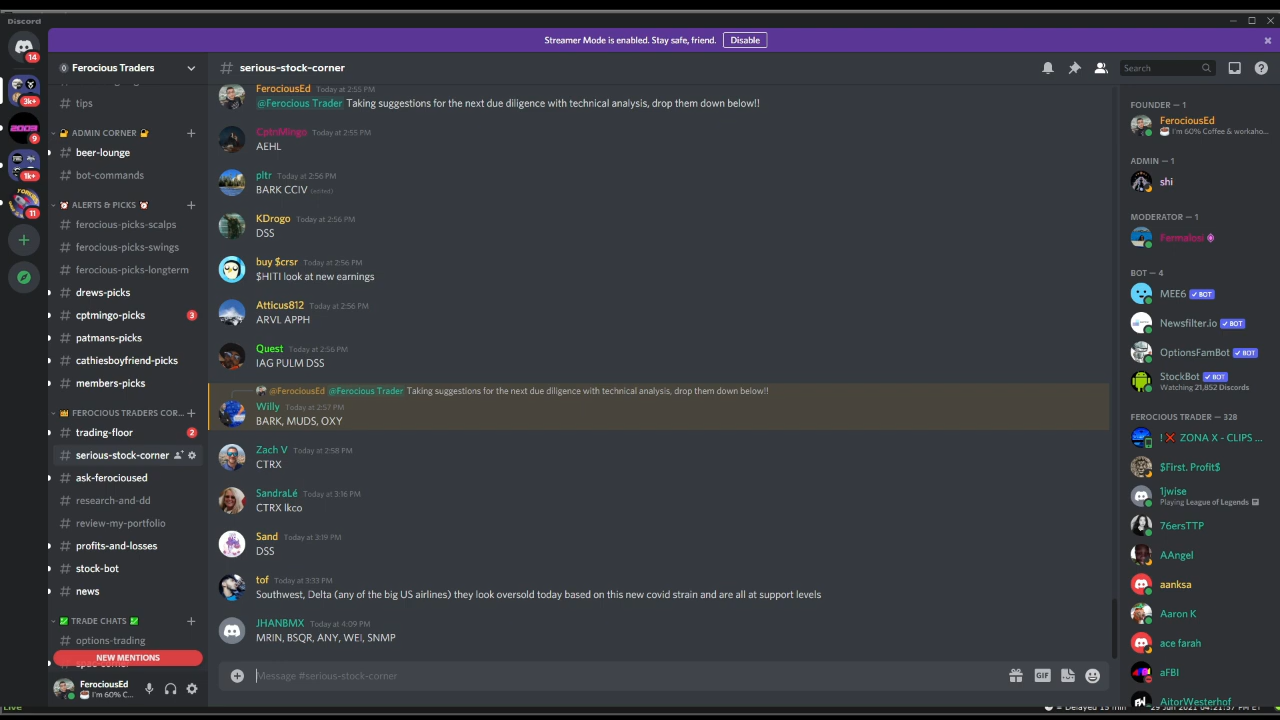 Discord
Streamer Mode is enabled. Stay safe, friend. Disable
14
3k+
9
1k+
11
Ferocious Traders
tips
ADMIN CORNER
beer-lounge
bot-commands
ALERTS & PICKS
ferocious-picks-scalps
ferocious-picks-swings
ferocious-picks-longterm
drews-picks
cptmingo-picks 3
patmans-picks
cathiesboyfriend-picks
members-picks
FEROCIOUS TRADERS COR...
trading-floor 2
serious-stock-corner
ask-ferocioused
research-and-dd
review-my-portfolio
profits-and-losses
stock-bot
news
TRADE CHATS
options-trading
NEW MENTIONS
FerociousEd
I'm 60% C...
Live
# serious-stock-corner
Search
FerociousEd Today at 2:55 PM
@Ferocious Trader Taking suggestions for the next due diligence with technical analysis, drop them down below!!
CptnMingo Today at 2:55 PM
AEHL
pltr Today at 2:56 PM
BARK CCIV (edited)
KDrogo Today at 2:56 PM
DSS
buy $crsr Today at 2:56 PM
$HITI look at new earnings
Atticus812 Today at 2:56 PM
ARVL APPH
Quest Today at 2:56 PM
IAG PULM DSS
@FerociousEd @Ferocious Trader Taking suggestions for the next due diligence with technical analysis, drop them down below!!
Willy Today at 2:57 PM
BARK, MUDS, OXY
Zach V Today at 2:58 PM
CTRX
SandraLé Today at 3:16 PM
CTRX lkco
Sand Today at 3:19 PM
DSS
tof Today at 3:33 PM
Southwest, Delta (any of the big US airlines) they look oversold today based on this new covid strain and are all at support levels
JHANBMX Today at 4:09 PM
MRIN, BSQR, ANY, WEI, SNMP
Message #serious-stock-corner
GIF
FOUNDER — 1
FerociousEd
I'm 60% Coffee & workaho...
ADMIN — 1
shi
MODERATOR — 1
Fermalosi
BOT — 4
MEE6 BOT
Newsfilter.io BOT
OptionsFamBot BOT
StockBot BOT
Watching 21,852 Discords
FEROCIOUS TRADER — 328
! ZONA X - CLIPS ...
$First. Profit$
1jwise
Playing League of Legends
76ersTTP
AAngel
aanksa
Aaron K
ace farah
aFBI
AitorWesterhof